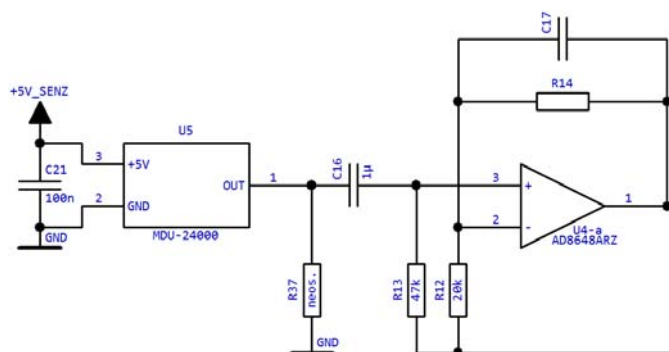 C17
R14
+5V_SENZ
U5
C21
100n
3
+5V
2
GND
OUT
1
GND
MDU-24000
C16
1µ
3
+
2
-
1
U4-a
AD8648ARZ
R37
neos.
R13
47k
R12
20k
GND